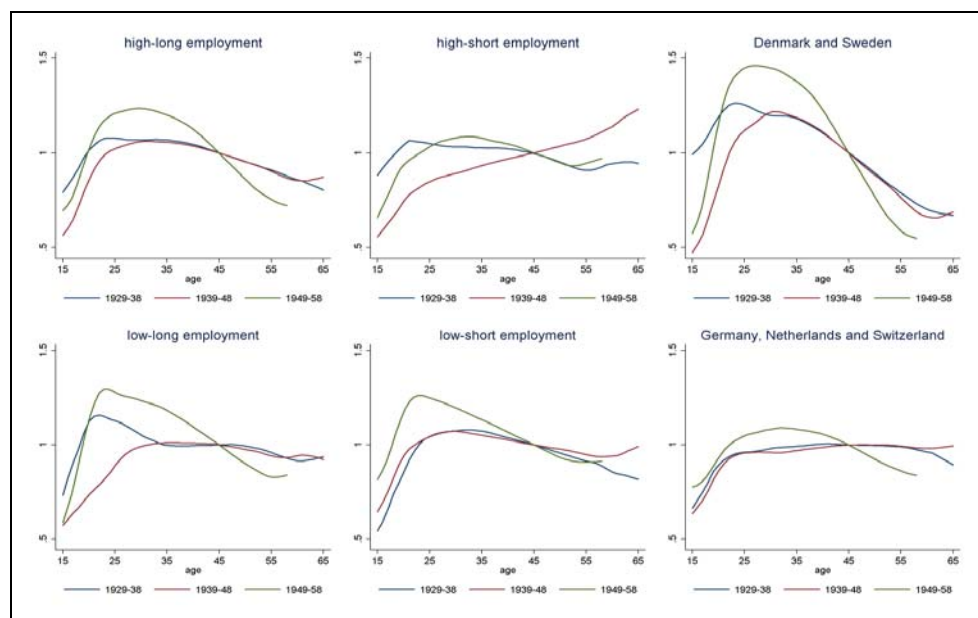 high-long employment
1.5
1
.5
15 25 35 45 55 65
age
1929-38 1939-48 1949-58
high-short employment
1.5
1
.5
15 25 35 45 55 65
age
1929-38 1939-48 1949-58
Denmark and Sweden
1.5
1
.5
15 25 35 45 55 65
age
1929-38 1939-48 1949-58
low-long employment
1.5
1
.5
15 25 35 45 55 65
age
1929-38 1939-48 1949-58
low-short employment
1.5
1
.5
15 25 35 45 55 65
age
1929-38 1939-48 1949-58
Germany, Netherlands and Switzerland
1.5
1
.5
15 25 35 45 55 65
age
1929-38 1939-48 1949-58